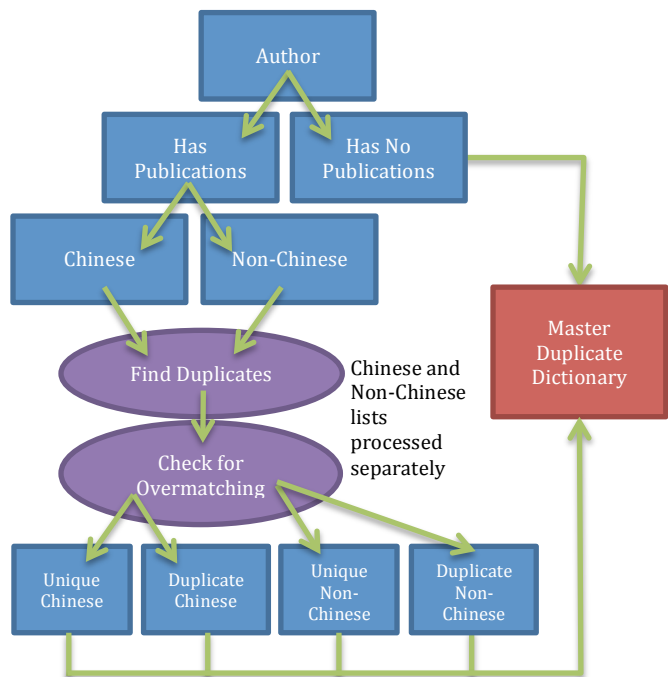 Author
Has
Publications
Has No
Publications
Chinese
Non-Chinese
Master
Duplicate
Dictionary
Find Duplicates
Chinese and
Non-Chinese
lists
processed
separately
Check for
Overmatching
Unique
Chinese
Duplicate
Chinese
Unique
Non-
Chinese
Duplicate
Non-
Chinese